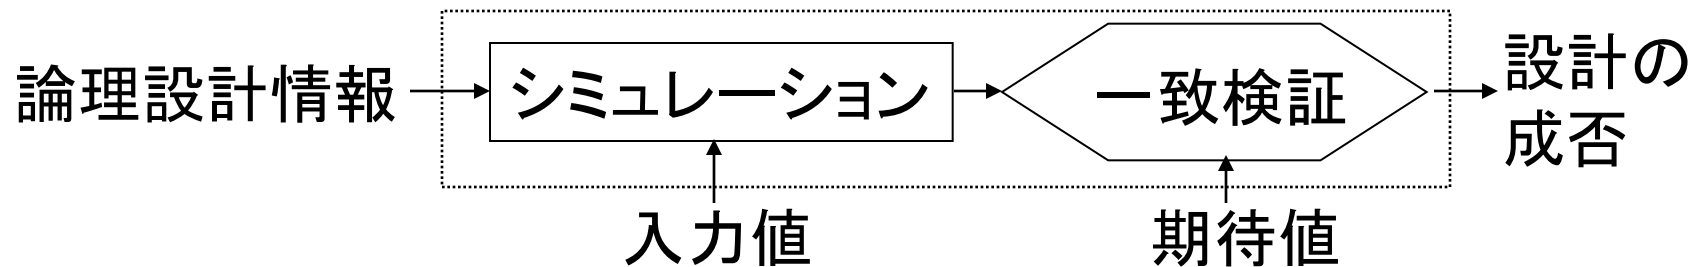 論理設計情報
シミュレーション
一致検証
設計の
成否
入力値
期待値